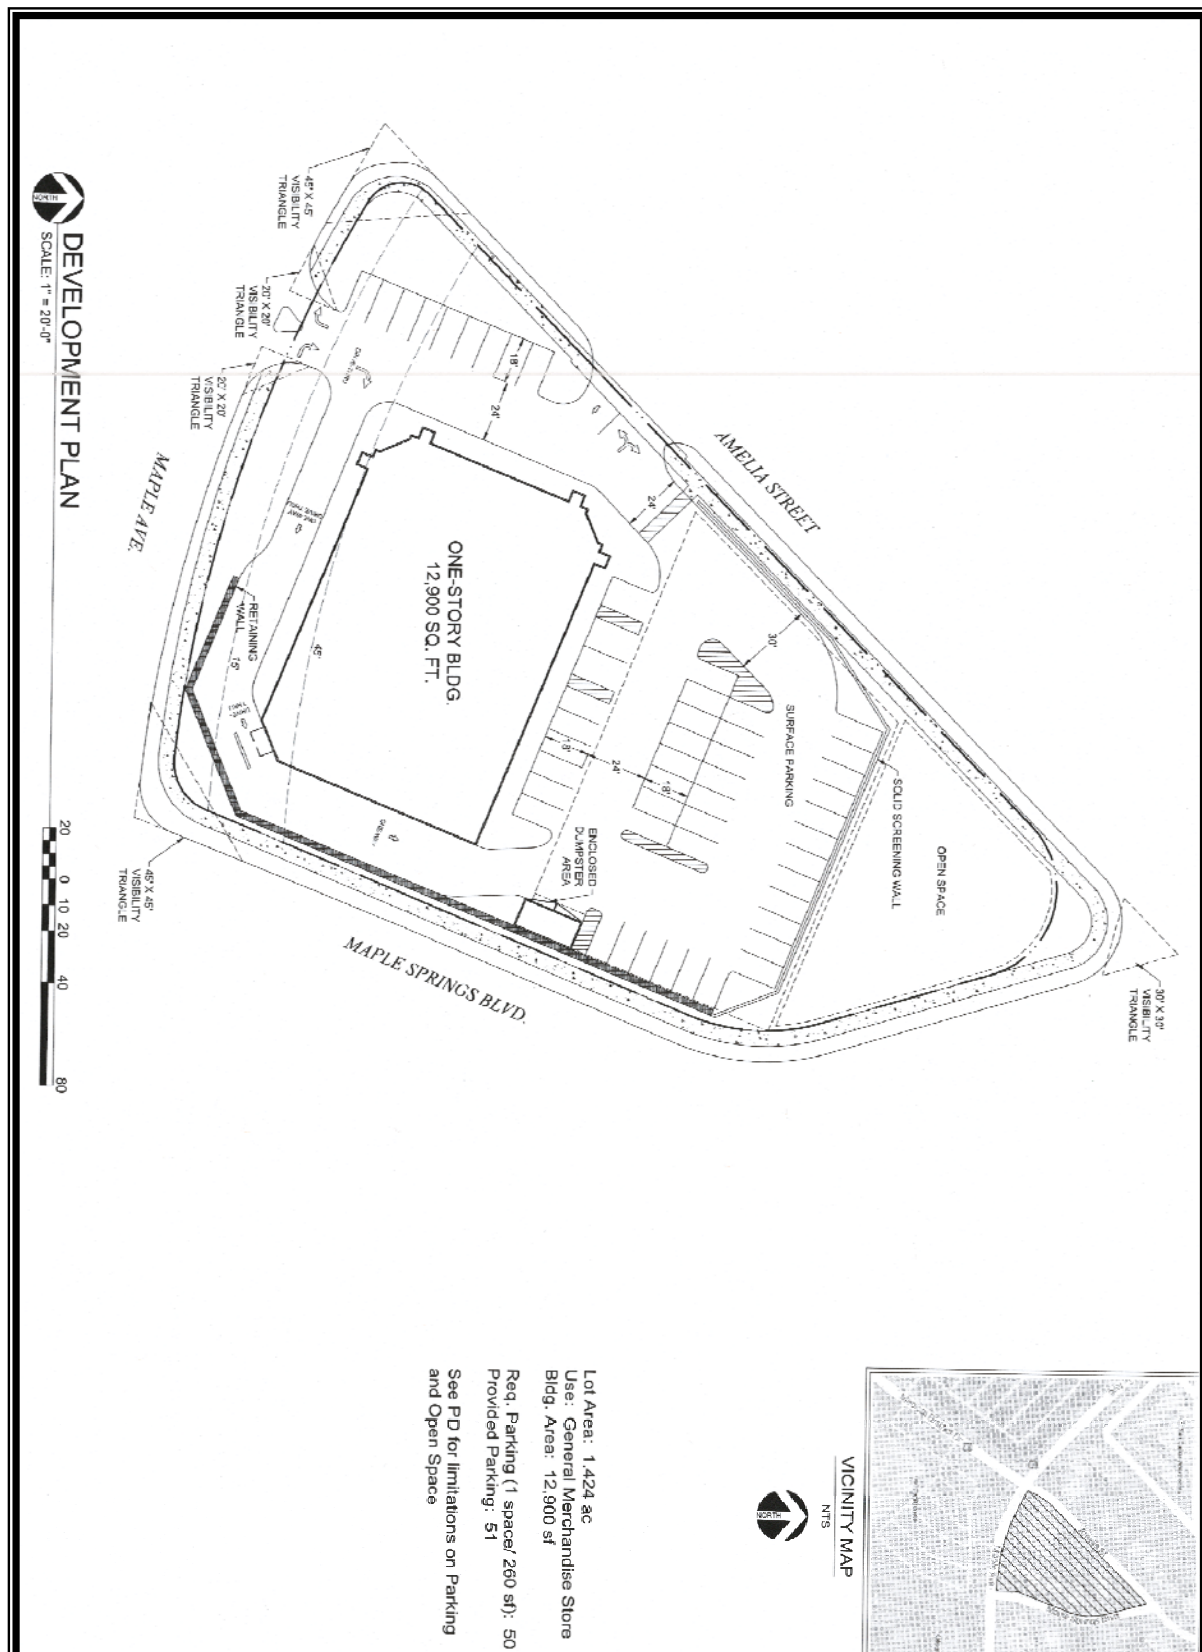 45' X 45'
VISIBILITY
TRIANGLE
20' X 20'
VISIBILITY
TRIANGLE
20' X 20'
VISIBILITY
TRIANGLE
18'
24'
AMELIA STREET
24'
30'
MAPLE AVE.
ONE-STORY BLDG.
12,900 SQ. FT.
RETAINING
WALL
15'
45'
SURFACE PARKING
18'
24'
18'
SOLID SCREENING WALL
OPEN SPACE
ENCLOSED
DUMPSTER
AREA
MAPLE SPRINGS BLVD.
45' X 45'
VISIBILITY
TRIANGLE
30' X 30'
VISIBILITY
TRIANGLE
NORTH
DEVELOPMENT PLAN
SCALE: 1" = 20'-0"
20 0 10 20 40 80
VICINITY MAP
NTS
NORTH
Lot Area: 1.424 ac
Use: General Merchandise Store
Bldg. Area: 12,900 sf
Req. Parking (1 space/ 260 sf): 50
Provided Parking: 51
See PD for limitations on Parking
and Open Space